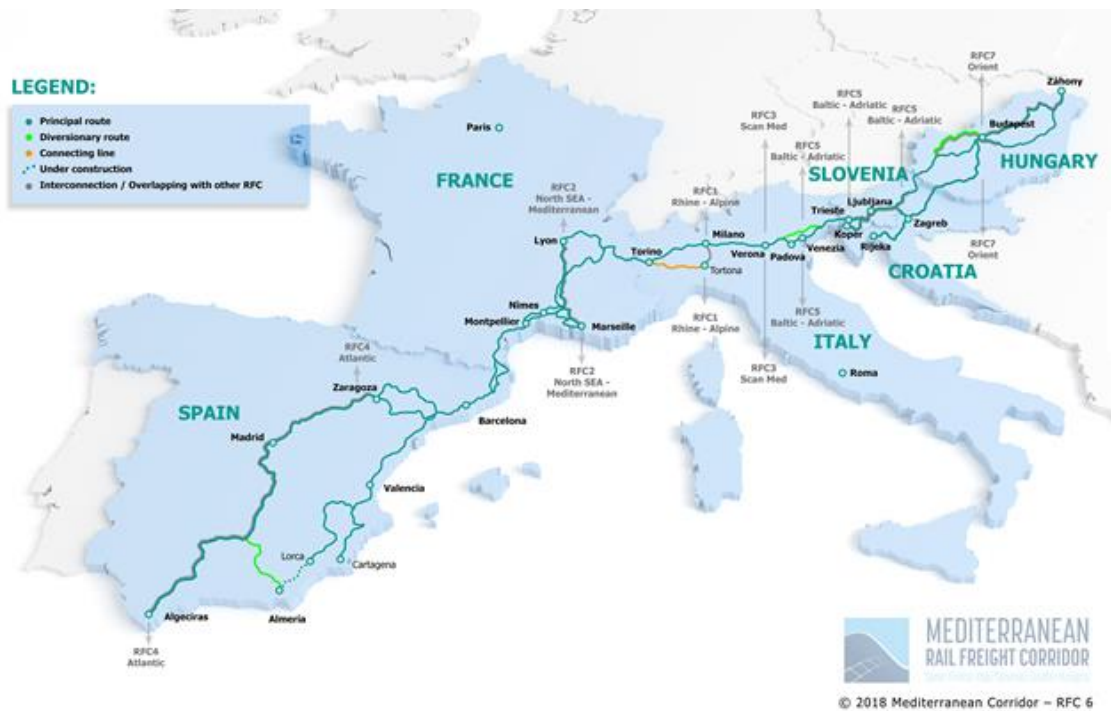 LEGEND:
Principal route
Diversionary route
Connecting line
Under construction
Interconnection / Overlapping with other RFC
Paris
FRANCE
RFC2
North SEA -
Mediterranean
Lyon
RFC1
Rhine - Alpine
RFC3
Scan Med
RFC5
Baltic - Adriatic
RFC5
Baltic - Adriatic
RFC5
Baltic - Adriatic
RFC7
Orient
Záhony
Budapest
HUNGARY
SLOVENIA
Ljubljana
Trieste
Koper
Zagreb
Rijeka
CROATIA
RFC7
Orient
Torino
Milano
Verona
Padova
Venezia
Tortona
RFC1
Rhine - Alpine
RFC3
Scan Med
RFC5
Baltic - Adriatic
ITALY
Roma
Nimes
Montpellier
Marseille
RFC2
North SEA -
Mediterranean
RFC4
Atlantic
Zaragoza
Barcelona
SPAIN
Madrid
Valencia
Lorca
Cartagena
Almeria
Algeciras
RFC4
Atlantic
MEDITERRANEAN
RAIL FREIGHT CORRIDOR
© 2018 Mediterranean Corridor – RFC 6